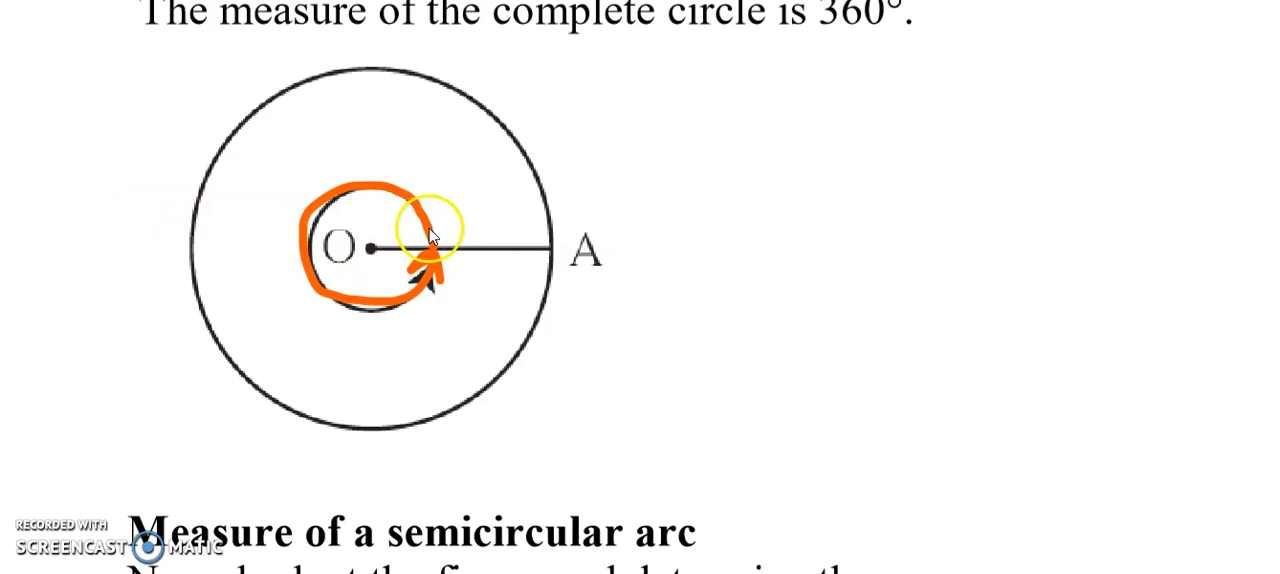 The measure of the complete circle is 360°.
O
A
RECORDED WITH
SCREENCAST MATIC
Measure of a semicircular arc